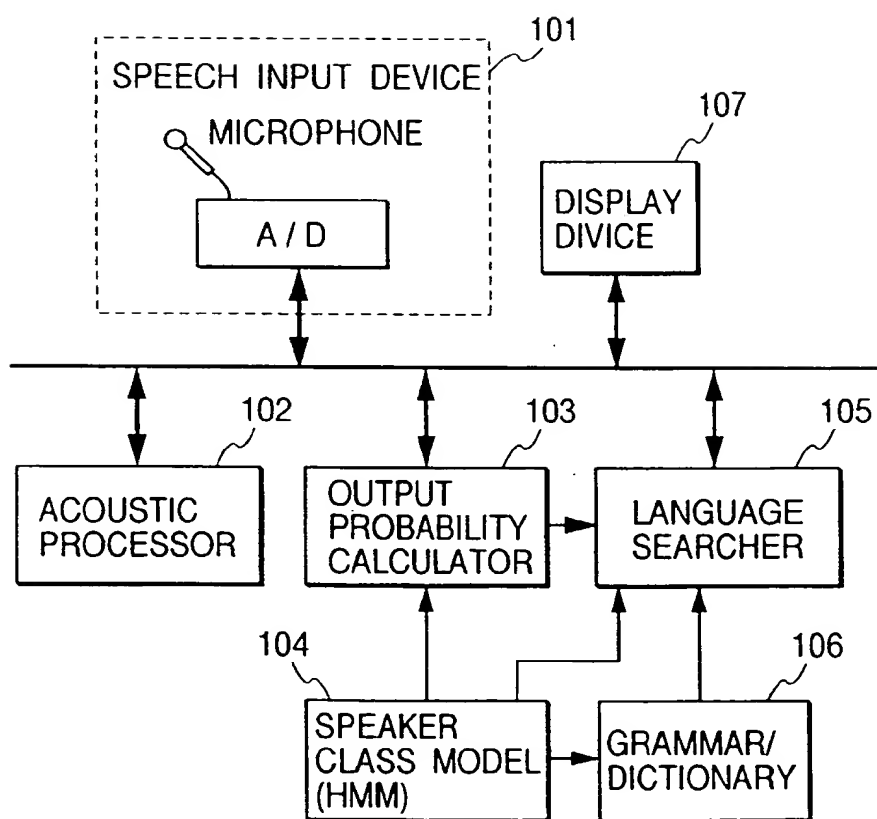 101
SPEECH INPUT DEVICE
MICROPHONE
A / D
107
DISPLAY
DIVICE
102
ACOUSTIC
PROCESSOR
103
OUTPUT
PROBABILITY
CALCULATOR
105
LANGUAGE
SEARCHER
104
SPEAKER
CLASS MODEL
(HMM)
106
GRAMMAR/
DICTIONARY